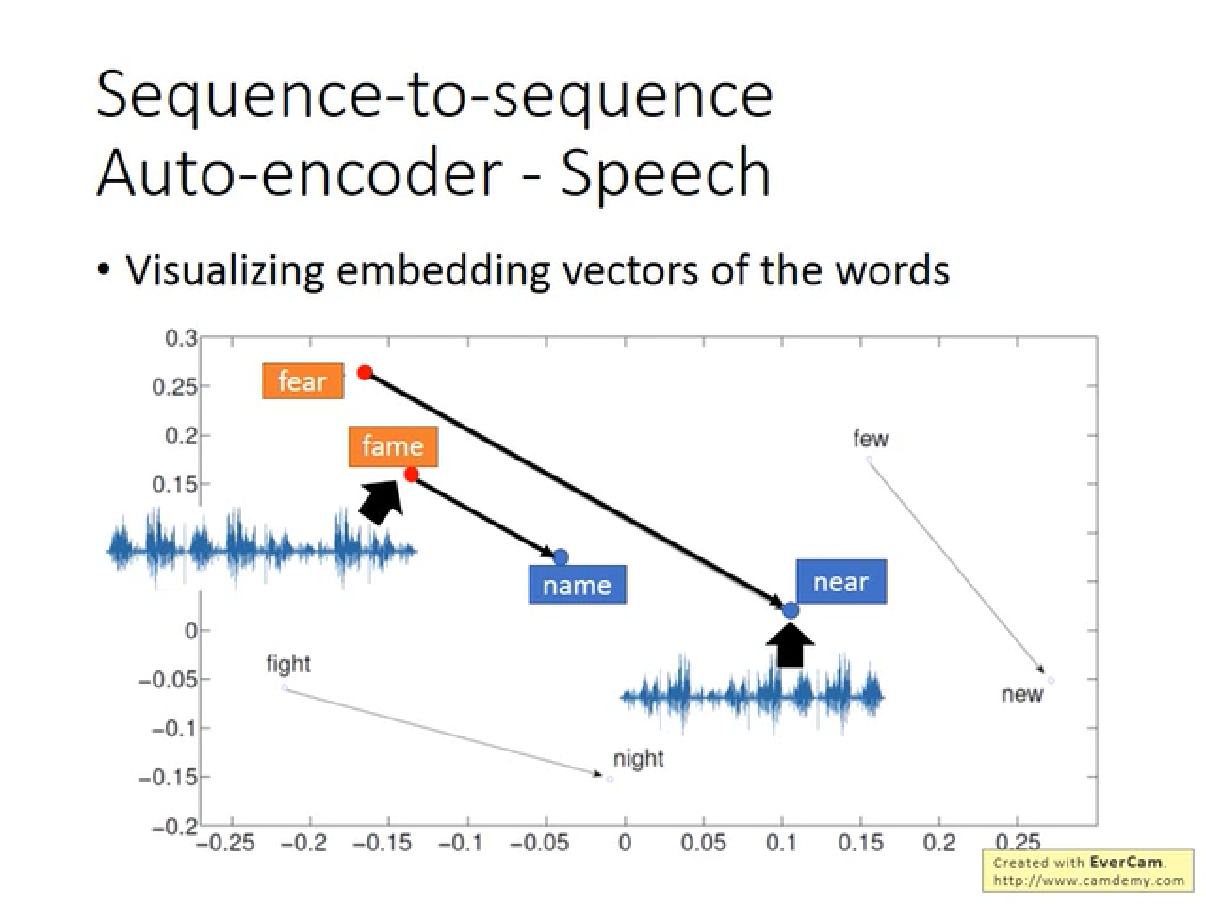 Sequence-to-sequence
Auto-encoder - Speech
• Visualizing embedding vectors of the words
0.3
0.25
0.2
0.15
0
−0.05
−0.1
−0.15
−0.2
fear
fame
few
name
near
fight
new
night
−0.25 −0.2 −0.15 −0.1 −0.05 0 0.05 0.1 0.15 0.2 0.25
Created with EverCam.
http://www.camdemy.com